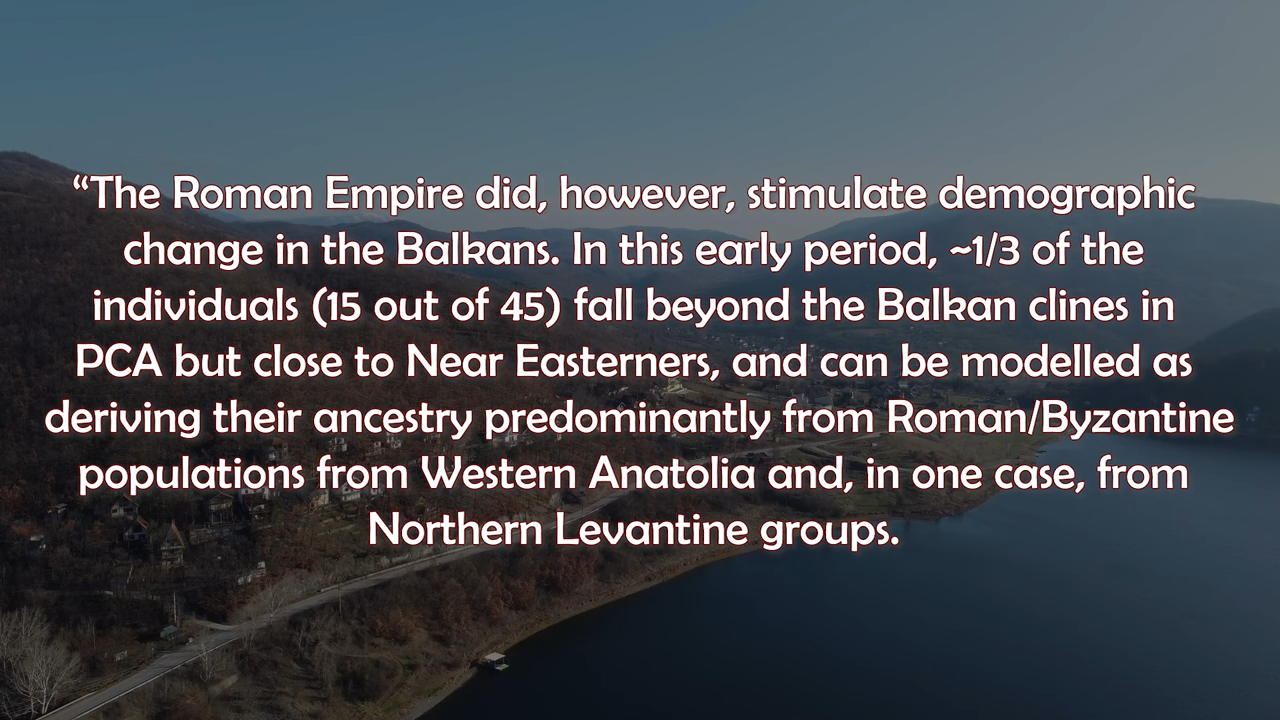 “The Roman Empire did, however, stimulate demographic
change in the Balkans. In this early period, ~1/3 of the
individuals (15 out of 45) fall beyond the Balkan clines in
PCA but close to Near Easterners, and can be modelled as
deriving their ancestry predominantly from Roman/Byzantine
populations from Western Anatolia and, in one case, from
Northern Levantine groups.